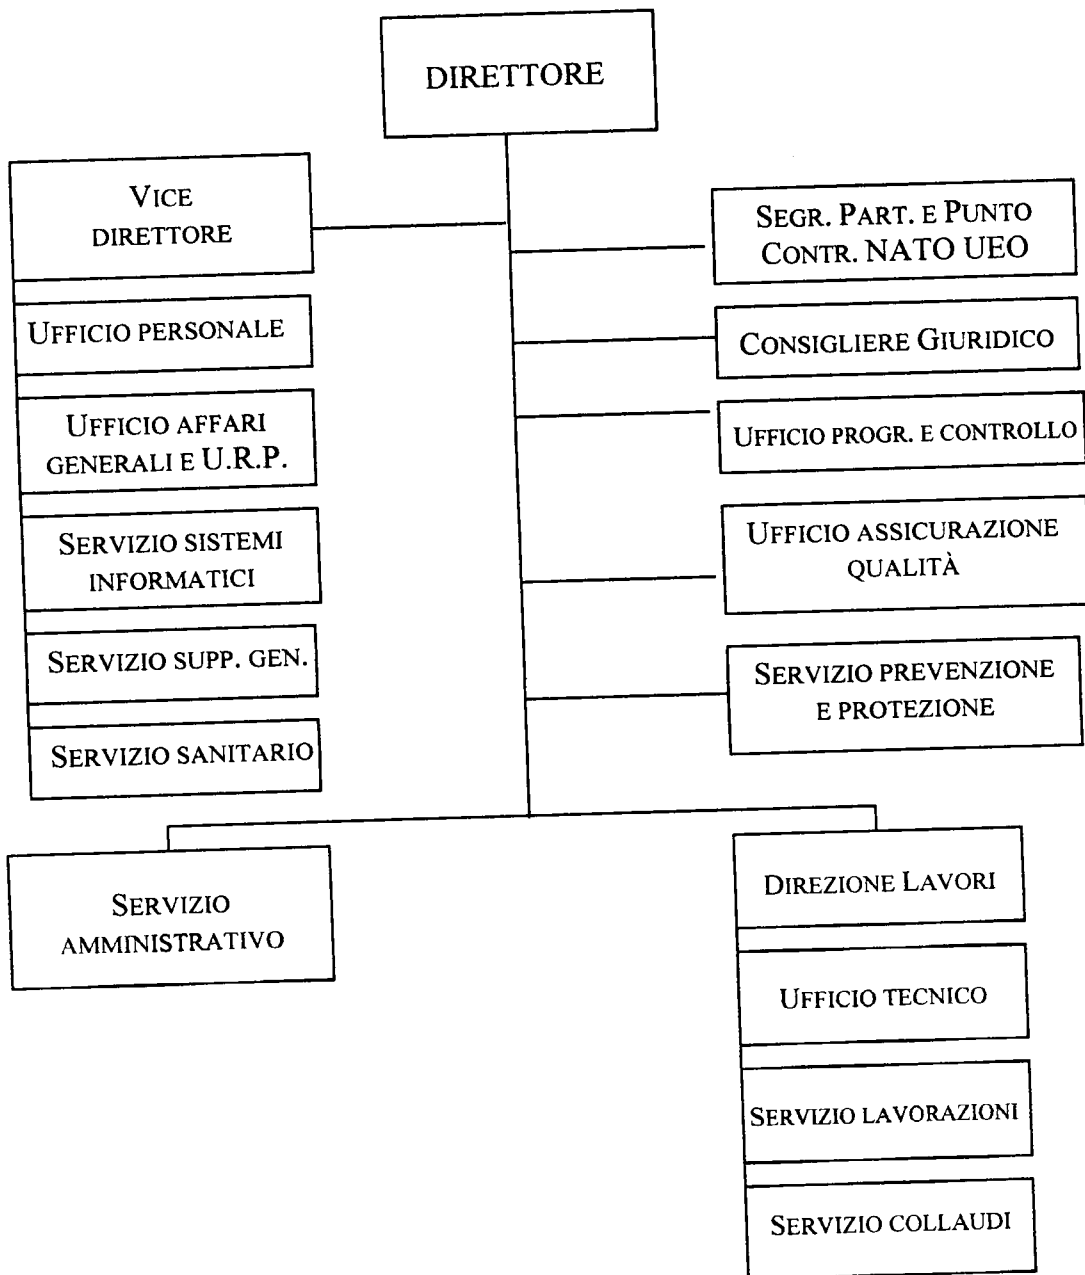 DIRETTORE
VICE
DIRETTORE
UFFICIO PERSONALE
UFFICIO AFFARI
GENERALI E U.R.P.
SERVIZIO SISTEMI
INFORMATICI
SERVIZIO SUPP. GEN.
SERVIZIO SANITARIO
SEGR. PART. E PUNTO
CONTR. NATO UEO
CONSIGLIERE GIURIDICO
UFFICIO PROGR. E CONTROLLO
UFFICIO ASSICURAZIONE
QUALITÀ
SERVIZIO PREVENZIONE
E PROTEZIONE
SERVIZIO
AMMINISTRATIVO
DIREZIONE LAVORI
UFFICIO TECNICO
SERVIZIO LAVORAZIONI
SERVIZIO COLLAUDI